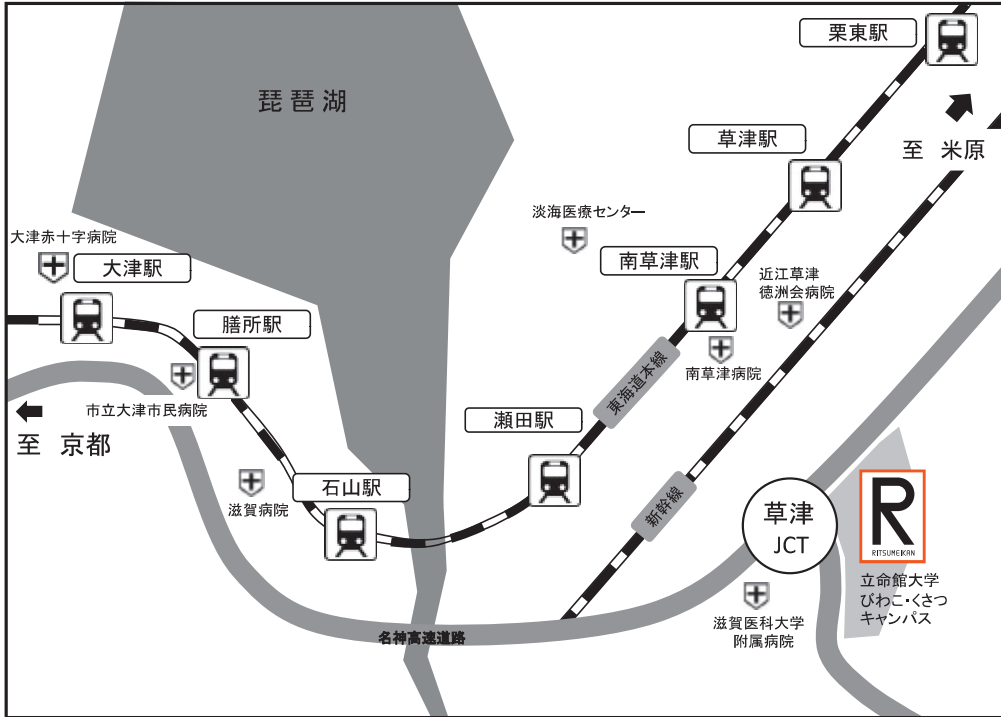 栗東駅
琵琶湖
草津駅
至 米原
淡海医療センター
大津赤十字病院
大津駅
南草津駅
近江草津
徳洲会病院
膳所駅
東海道本線
南草津病院
市立大津市民病院
瀬田駅
至 京都
石山駅
滋賀病院
新幹線
草津
JCT
R
RITSUMEIKAN
立命館大学
びわこ・くさつ
キャンパス
滋賀医科大学
附属病院
名神高速道路